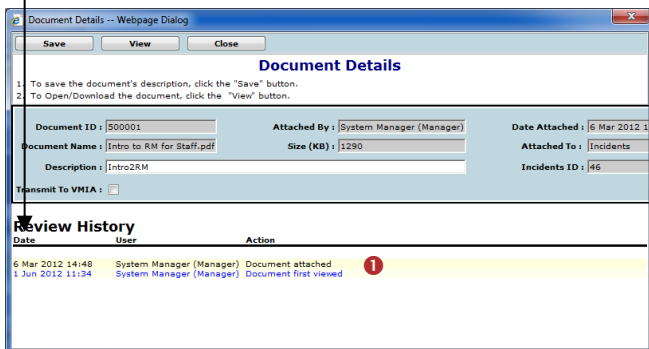 Document Details -- Webpage Dialog
Save View Close
Document Details
1. To save the document's description, click the "Save" button.
2. To Open/Download the document, click the "View" button.
Document ID : 500001 Attached By : System Manager (Manager) Date Attached : 6 Mar 2012 1
Document Name : Intro to RM for Staff.pdf Size (KB) : 1290 Attached To : Incidents
Description : Intro2RM Incidents ID : 46
Transmit To VMIA :
Review History
Date User Action
6 Mar 2012 14:48 System Manager (Manager) Document attached 1
1 Jun 2012 11:34 System Manager (Manager) Document first viewed